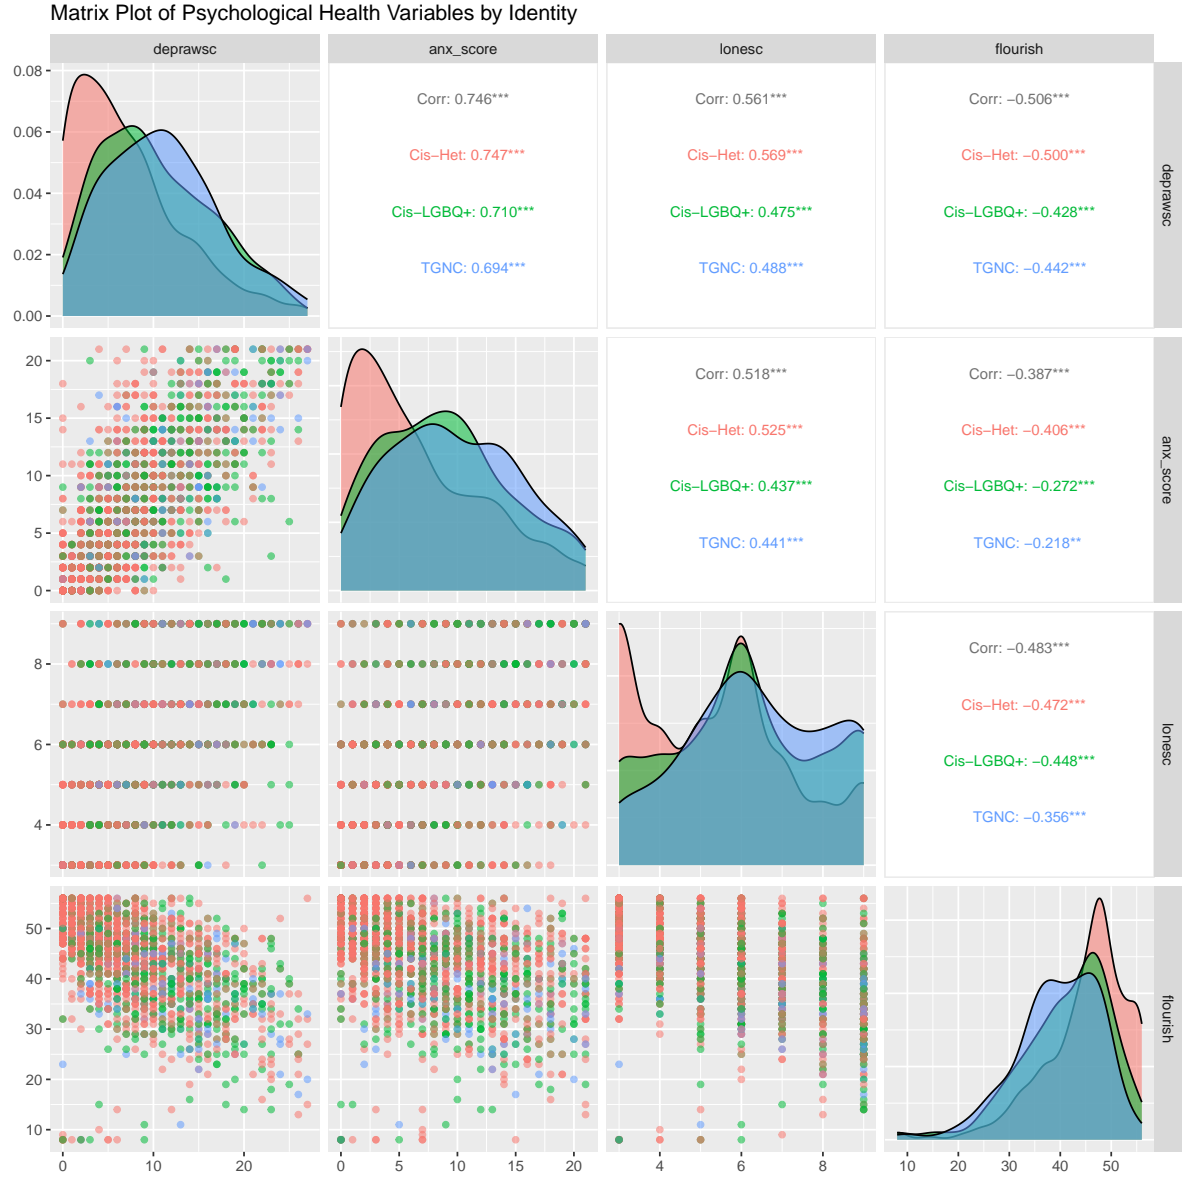 Matrix Plot of Psychological Health Variables by Identity
deprawsc anx_score lonesc flourish
0.08
0.06
0.04
0.02
0.00
Corr: 0.746***
Cis−Het: 0.747***
Cis−LGBQ+: 0.710***
TGNC: 0.694***
Corr: 0.561***
Cis−Het: 0.569***
Cis−LGBQ+: 0.475***
TGNC: 0.488***
Corr: −0.506***
Cis−Het: −0.500***
Cis−LGBQ+: −0.428***
TGNC: −0.442***
deprawsc
20
15
10
5
0
Corr: 0.518***
Cis−Het: 0.525***
Cis−LGBQ+: 0.437***
TGNC: 0.441***
Corr: −0.387***
Cis−Het: −0.406***
Cis−LGBQ+: −0.272***
TGNC: −0.218**
anx_score
8
6
4
Corr: −0.483***
Cis−Het: −0.472***
Cis−LGBQ+: −0.448***
TGNC: −0.356***
lonesc
50
40
30
20
10
flourish
0 10 20 0 5 10 15 20 4 6 8 10 20 30 40 50